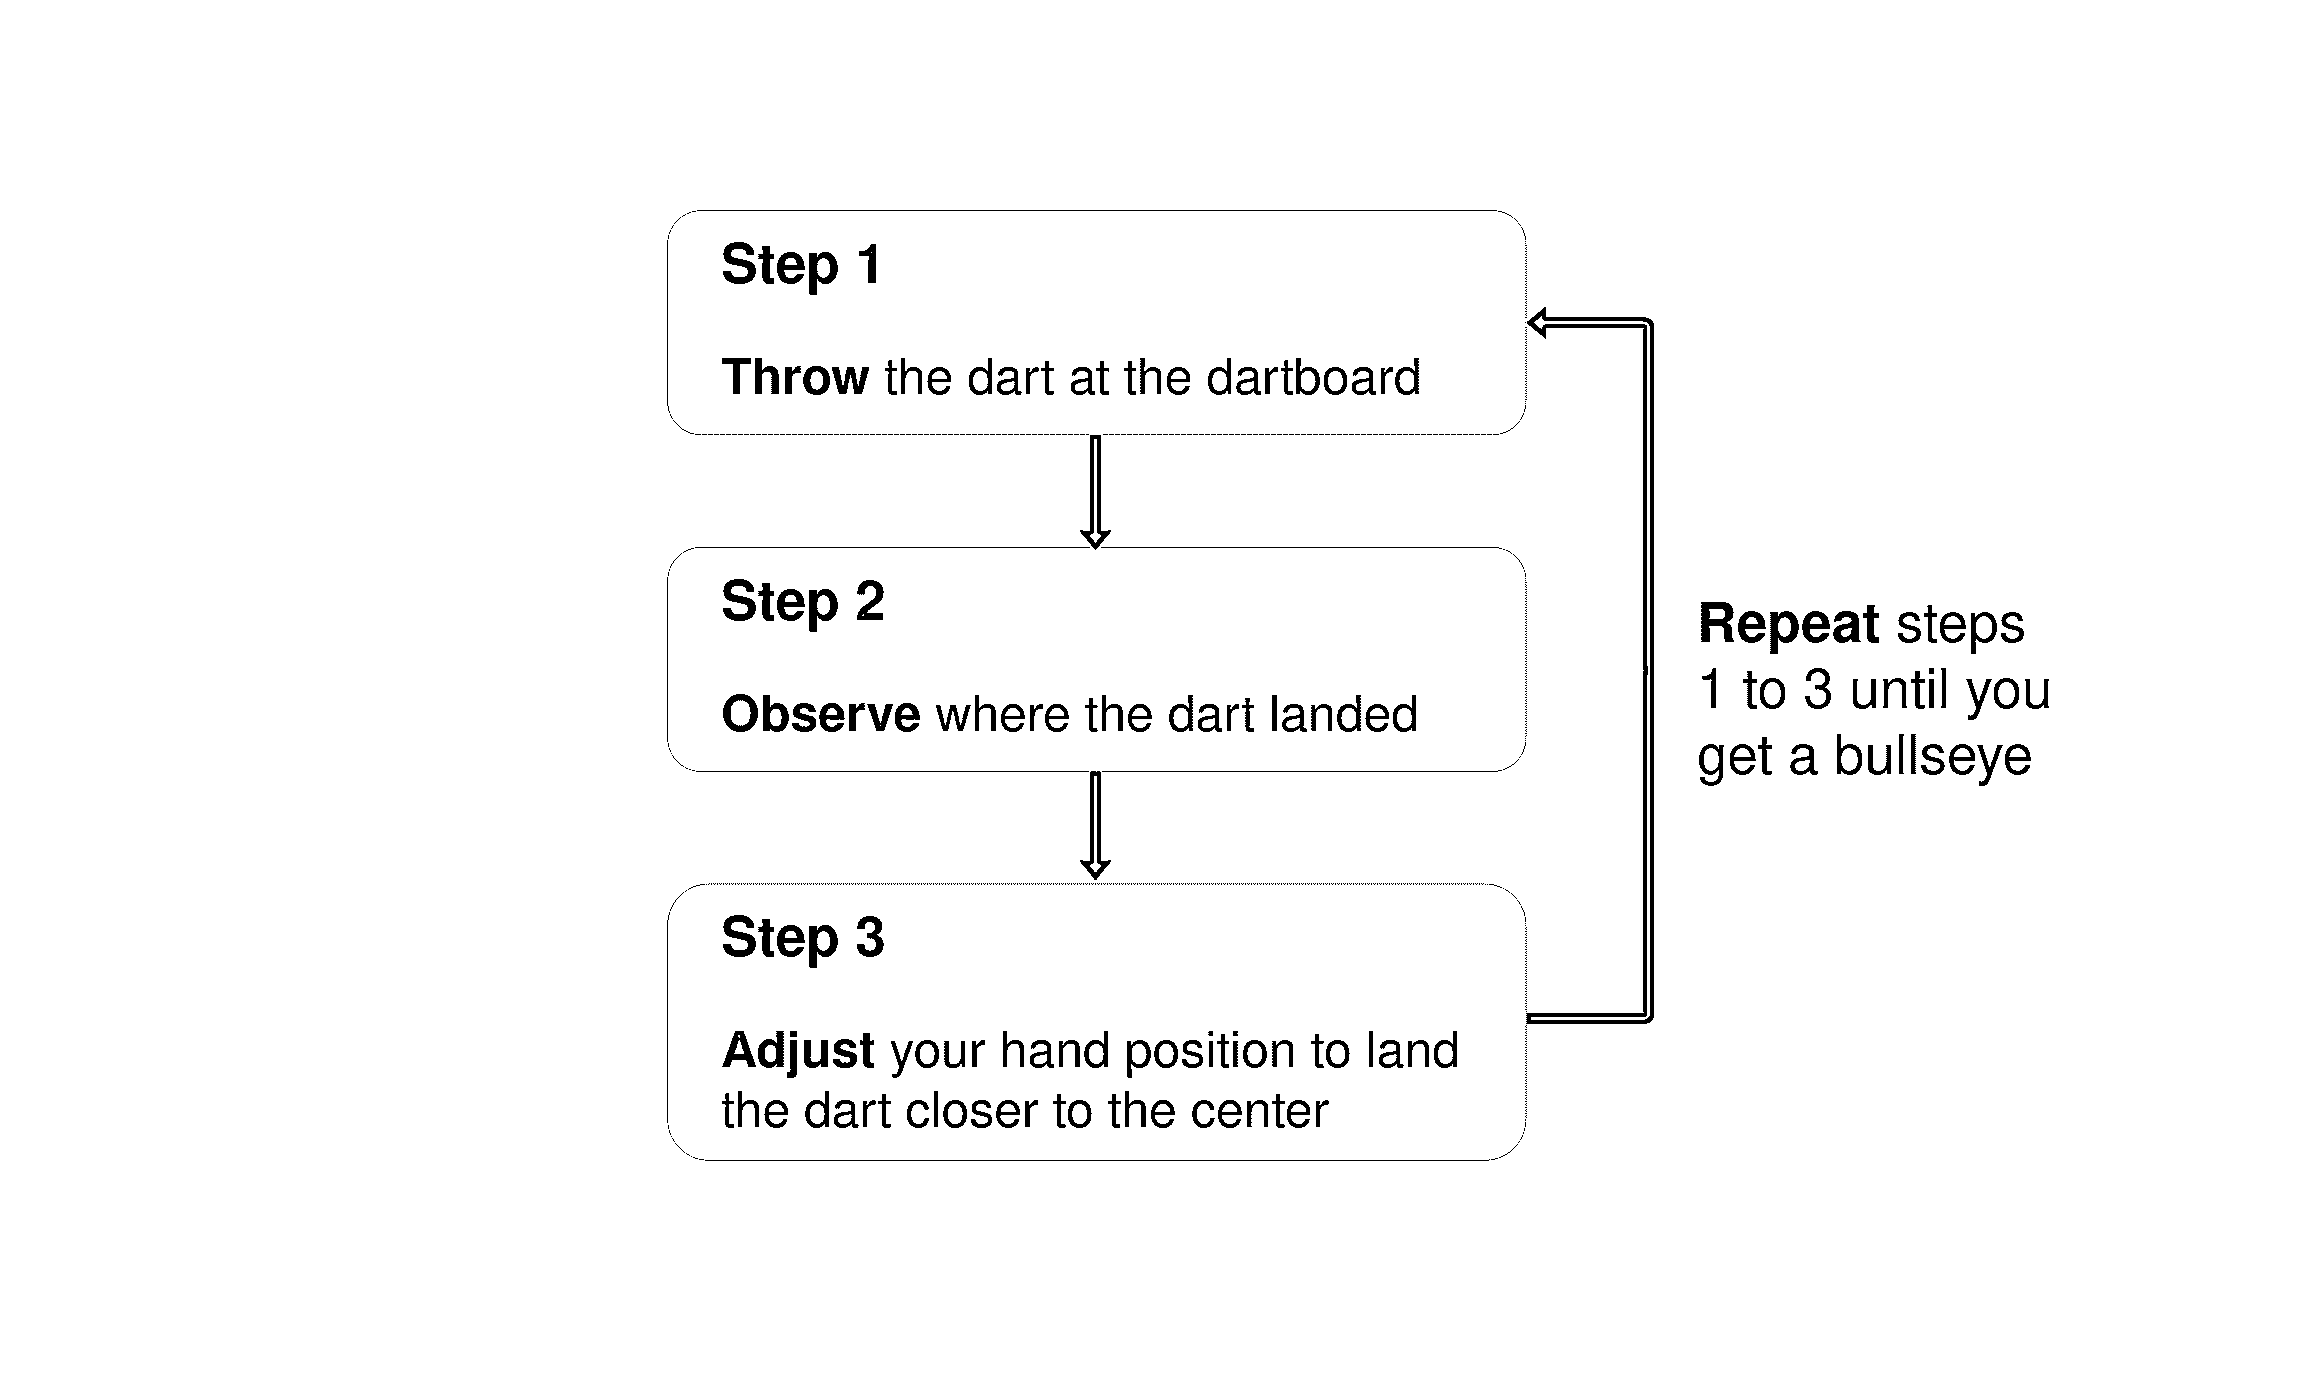 Step 1
Throw the dart at the dartboard
Step 2
Observe where the dart landed
Step 3
Adjust your hand position to land
the dart closer to the center
Repeat steps
1 to 3 until you
get a bullseye